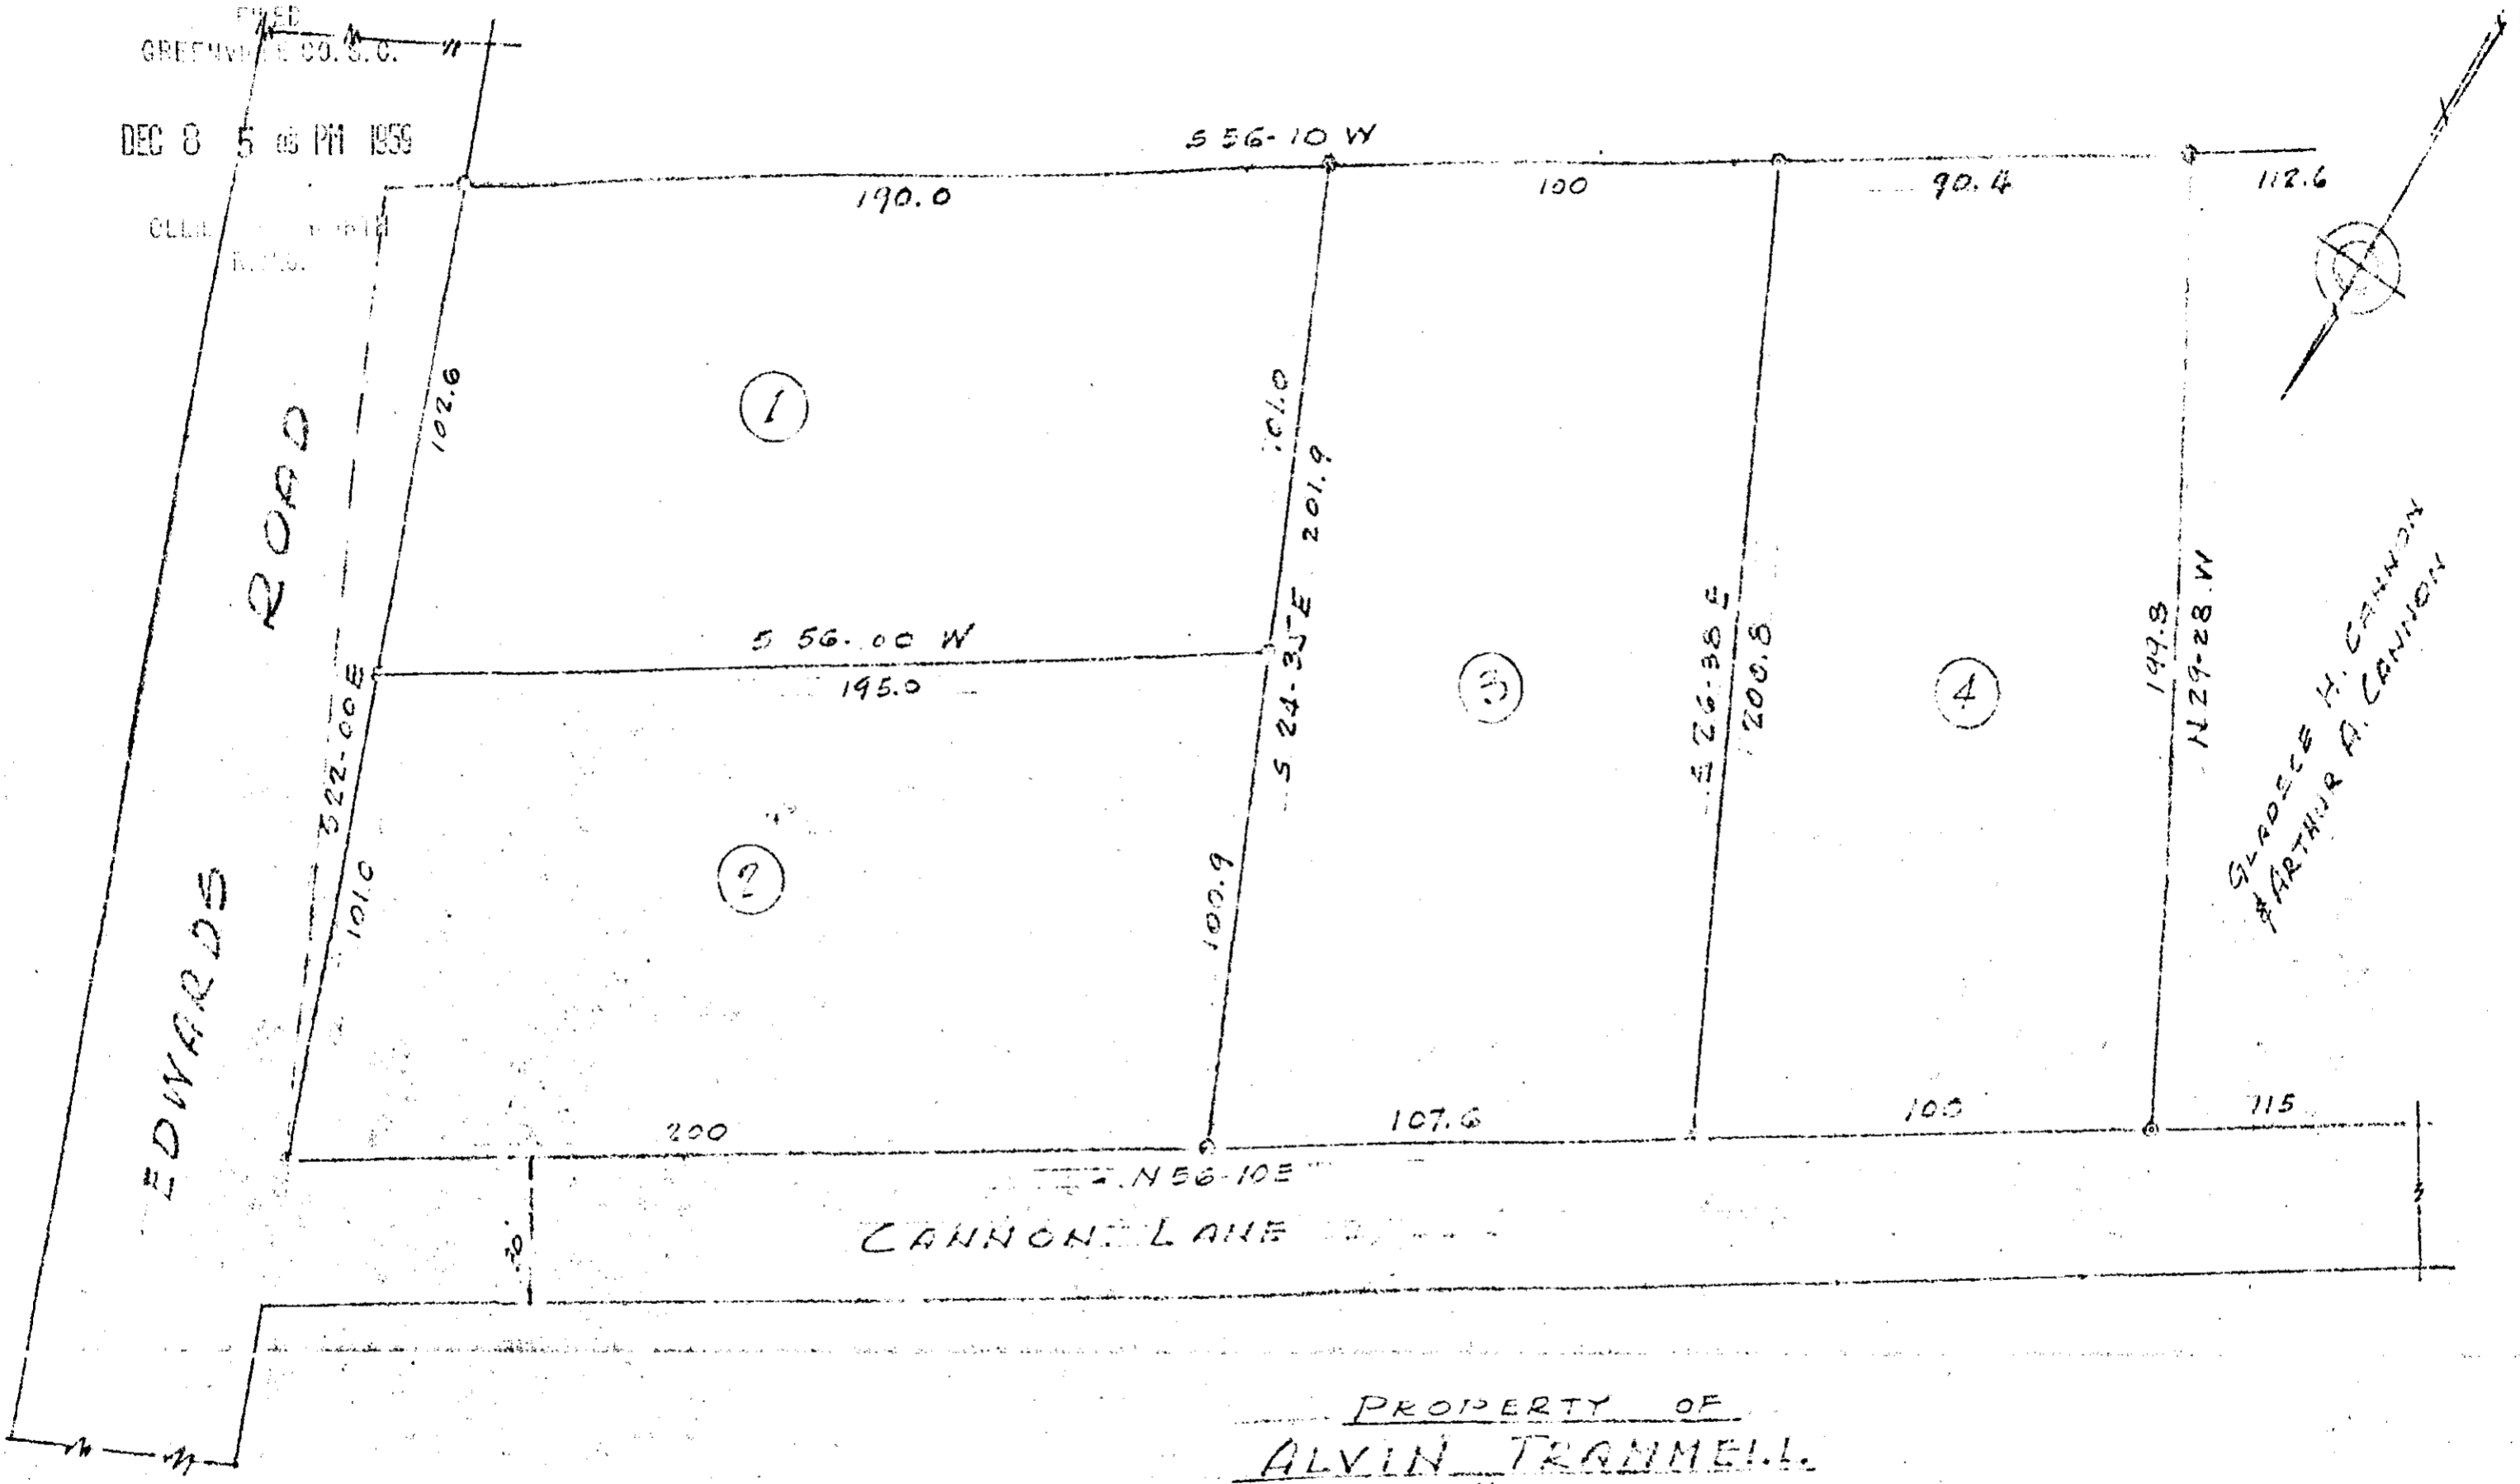 FILED
GREENVILLE CO. S.C.
DEC 8 5 PM
S 56-10 W
190.0
100
90.4
112.6
102.6
1
101.0
201.9
ROAD
S 56-00 W
195.0
S 24-35 E
3
S 26-38 E
200.8
4
199.8
N 29-28 W
GLADECE H. CANNON
& ARTHUR A. CANNON
S 22-00 E
101.0
2
100.9
EDWARDS
200
107.6
100
115
N 56-10 E
CANNON LANE
PROPERTY OF
ALVIN TRAMMELL